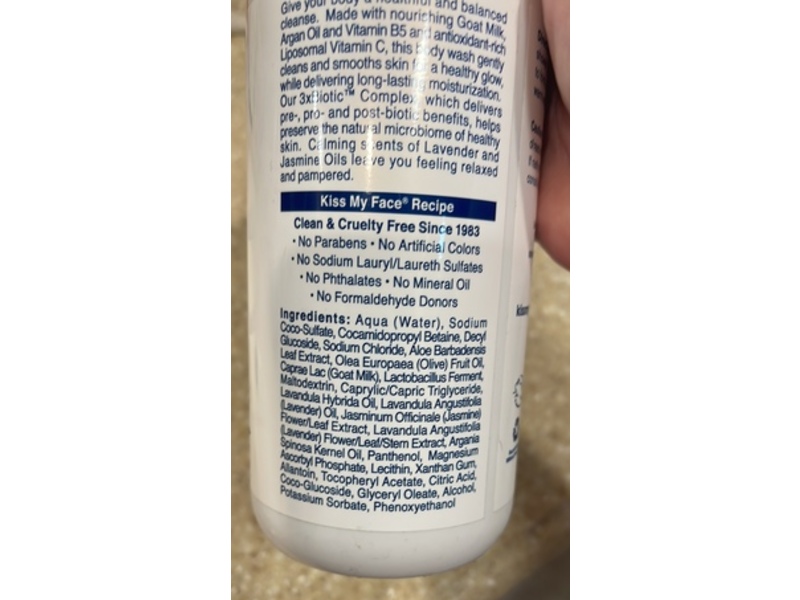 Give your body a healthful and balanced
cleanse. Made with nourishing Goat Milk,
Argan Oil and Vitamin B5 and antioxidant-rich
Liposomal Vitamin C, this body wash gently
cleans and smooths skin for a healthy glow,
while delivering long-lasting moisturization.
Our 3xBiotic™ Complex, which delivers
pre-, pro- and post-biotic benefits, helps
preserve the natural microbiome of healthy
skin. Calming scents of Lavender and
Jasmine Oils leave you feeling relaxed
and pampered.
Kiss My Face® Recipe
Clean & Cruelty Free Since 1983
• No Parabens • No Artificial Colors
• No Sodium Lauryl/Laureth Sulfates
• No Phthalates • No Mineral Oil
• No Formaldehyde Donors
Ingredients: Aqua (Water), Sodium
Coco-Sulfate, Cocamidopropyl Betaine, Decyl
Glucoside, Sodium Chloride, Aloe Barbadensis
Leaf Extract, Olea Europaea (Olive) Fruit Oil,
Caprae Lac (Goat Milk), Lactobacillus Ferment,
Maltodextrin, Caprylic/Capric Triglyceride,
Lavandula Hybrida Oil, Lavandula Angustifolia
(Lavender) Oil, Jasminum Officinale (Jasmine)
Flower/Leaf Extract, Lavandula Angustifolia
(Lavender) Flower/Leaf/Stem Extract, Argania
Spinosa Kernel Oil, Panthenol, Magnesium
Ascorbyl Phosphate, Lecithin, Xanthan Gum,
Allantoin, Tocopheryl Acetate, Citric Acid,
Coco-Glucoside, Glyceryl Oleate, Alcohol,
Potassium Sorbate, Phenoxyethanol